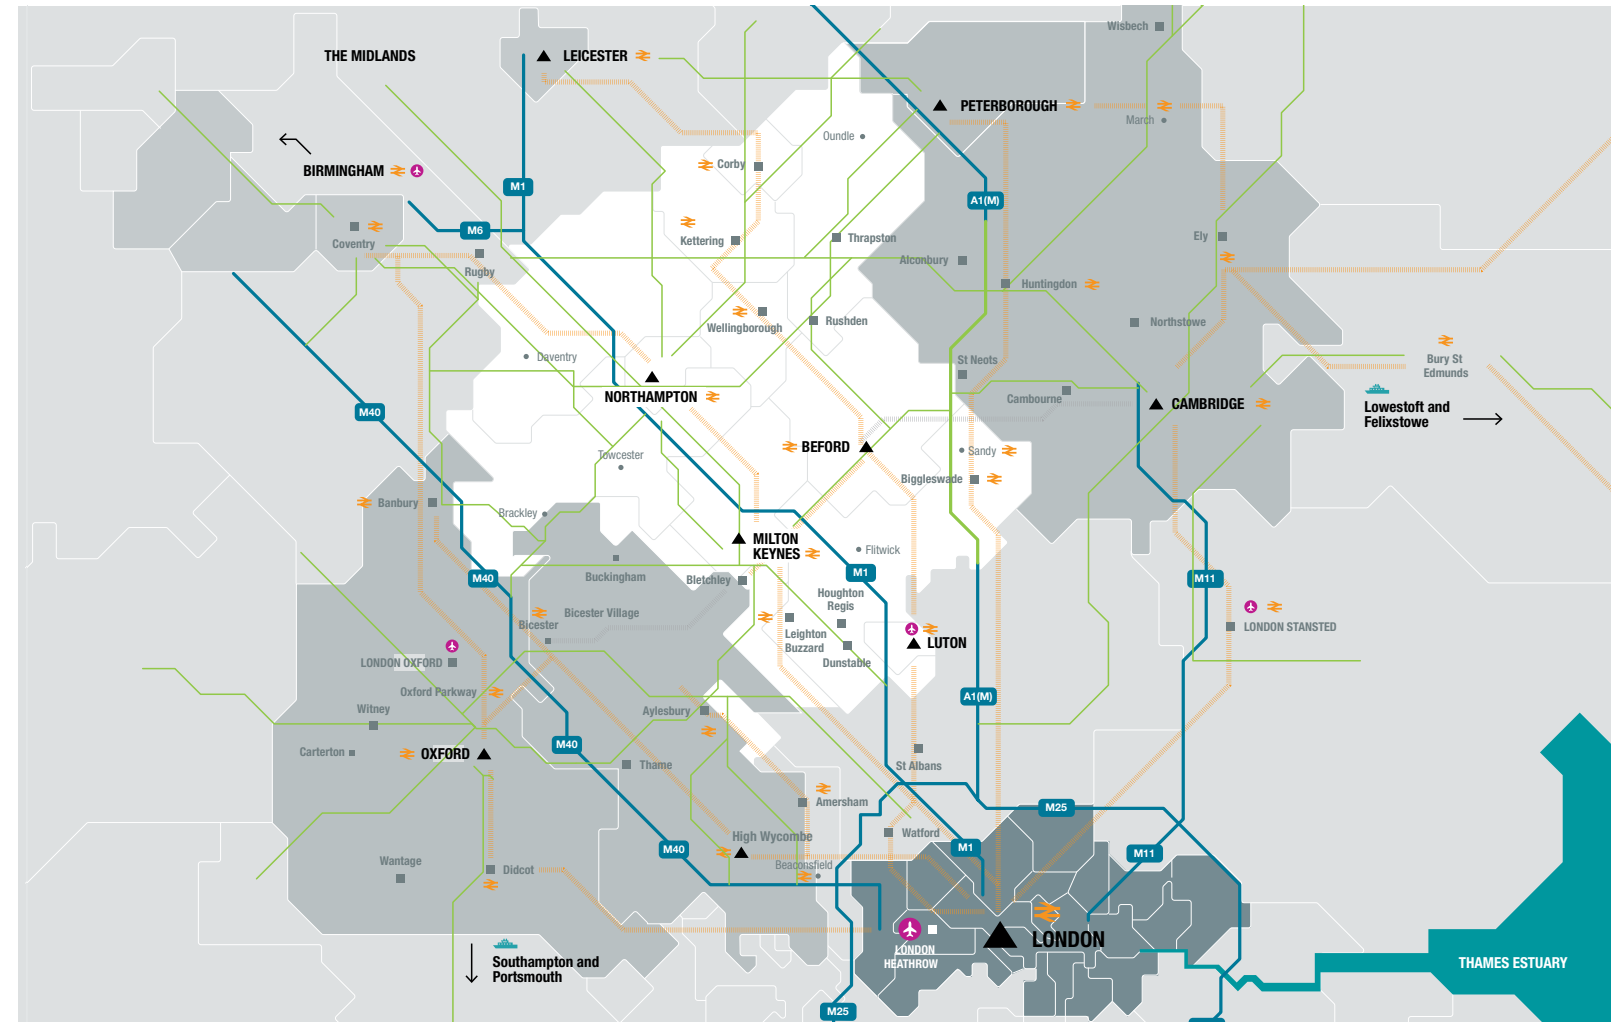 Wisbech
THE MIDLANDS
LEICESTER
PETERBOROUGH
March
Oundle
BIRMINGHAM
Corby
M1
A1(M)
M6
Coventry
Kettering
Thrapston
Ely
Rugby
Alconbury
Huntingdon
Wellingborough
Rushden
Northstowe
Daventry
St Neots
Bury St
Edmunds
NORTHAMPTON
Cambourne
CAMBRIDGE
Lowestoft and
Felixstowe
M40
BEFORD
Sandy
Towcester
Biggleswade
Banbury
Brackley
MILTON
KEYNES
Flitwick
M40
Buckingham
Bletchley
M1
M11
Houghton
Regis
Bicester Village
Bicester
Leighton
Buzzard
Dunstable
LUTON
LONDON STANSTED
LONDON OXFORD
Oxford Parkway
A1(M)
Witney
Aylesbury
Carterton
OXFORD
M40
Thame
St Albans
Amersham
M25
High Wycombe
Watford
M40
M1
M11
Wantage
Didcot
Beaconsfield
LONDON
LONDON
HEATHROW
Southampton and
Portsmouth
THAMES ESTUARY
M25